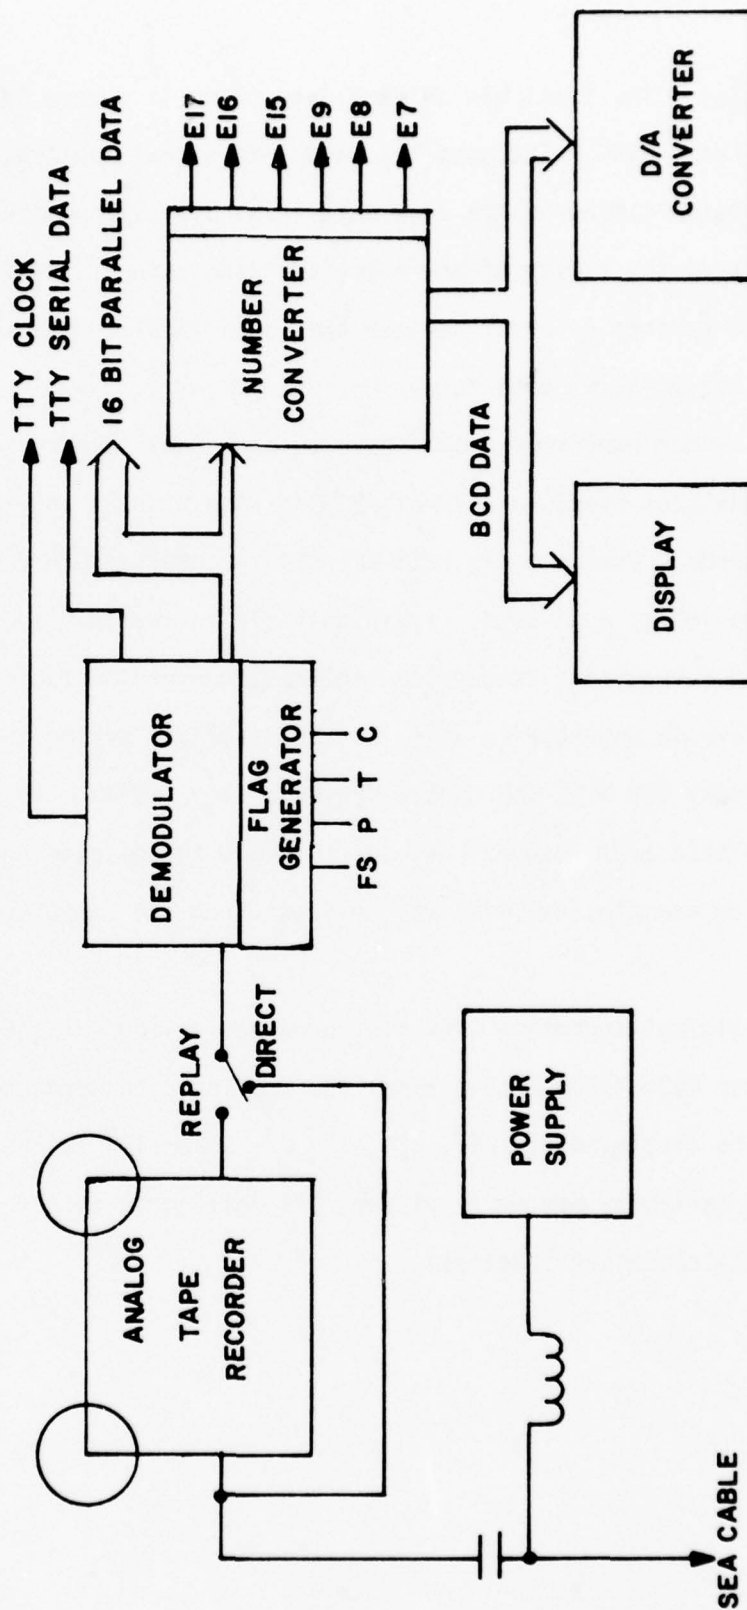 TTY CLOCK
TTY SERIAL DATA
16 BIT PARALLEL DATA
ANALOG
TAPE
RECORDER
REPLAY
DIRECT
DEMODULATOR
FLAG
GENERATOR
FS P T C
NUMBER
CONVERTER
E17
E16
E15
E9
E8
E7
SEA CABLE
POWER
SUPPLY
BCD DATA
DISPLAY
D/A
CONVERTER